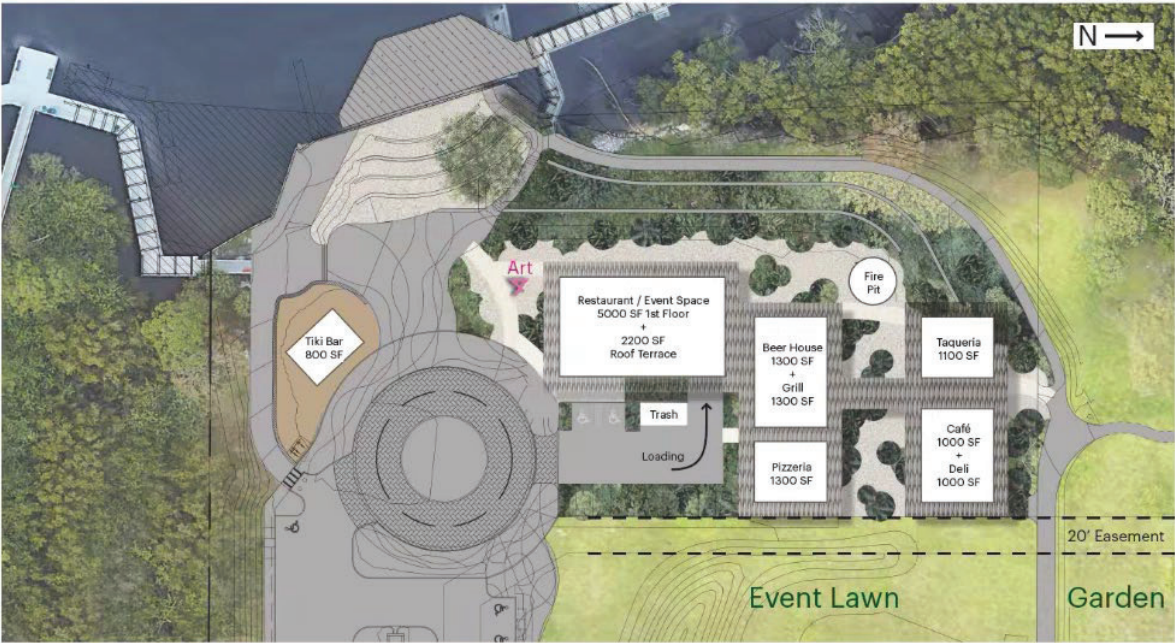 N
Art
Restaurant / Event Space
5000 SF 1st Floor
+
2200 SF
Roof Terrace
Fire
Pit
Tiki Bar
800 SF
Beer House
1300 SF
+
Grill
1300 SF
Taqueria
1100 SF
Trash
Loading
Pizzeria
1300 SF
Café
1000 SF
+
Deli
1000 SF
20' Easement
Event Lawn
Garden